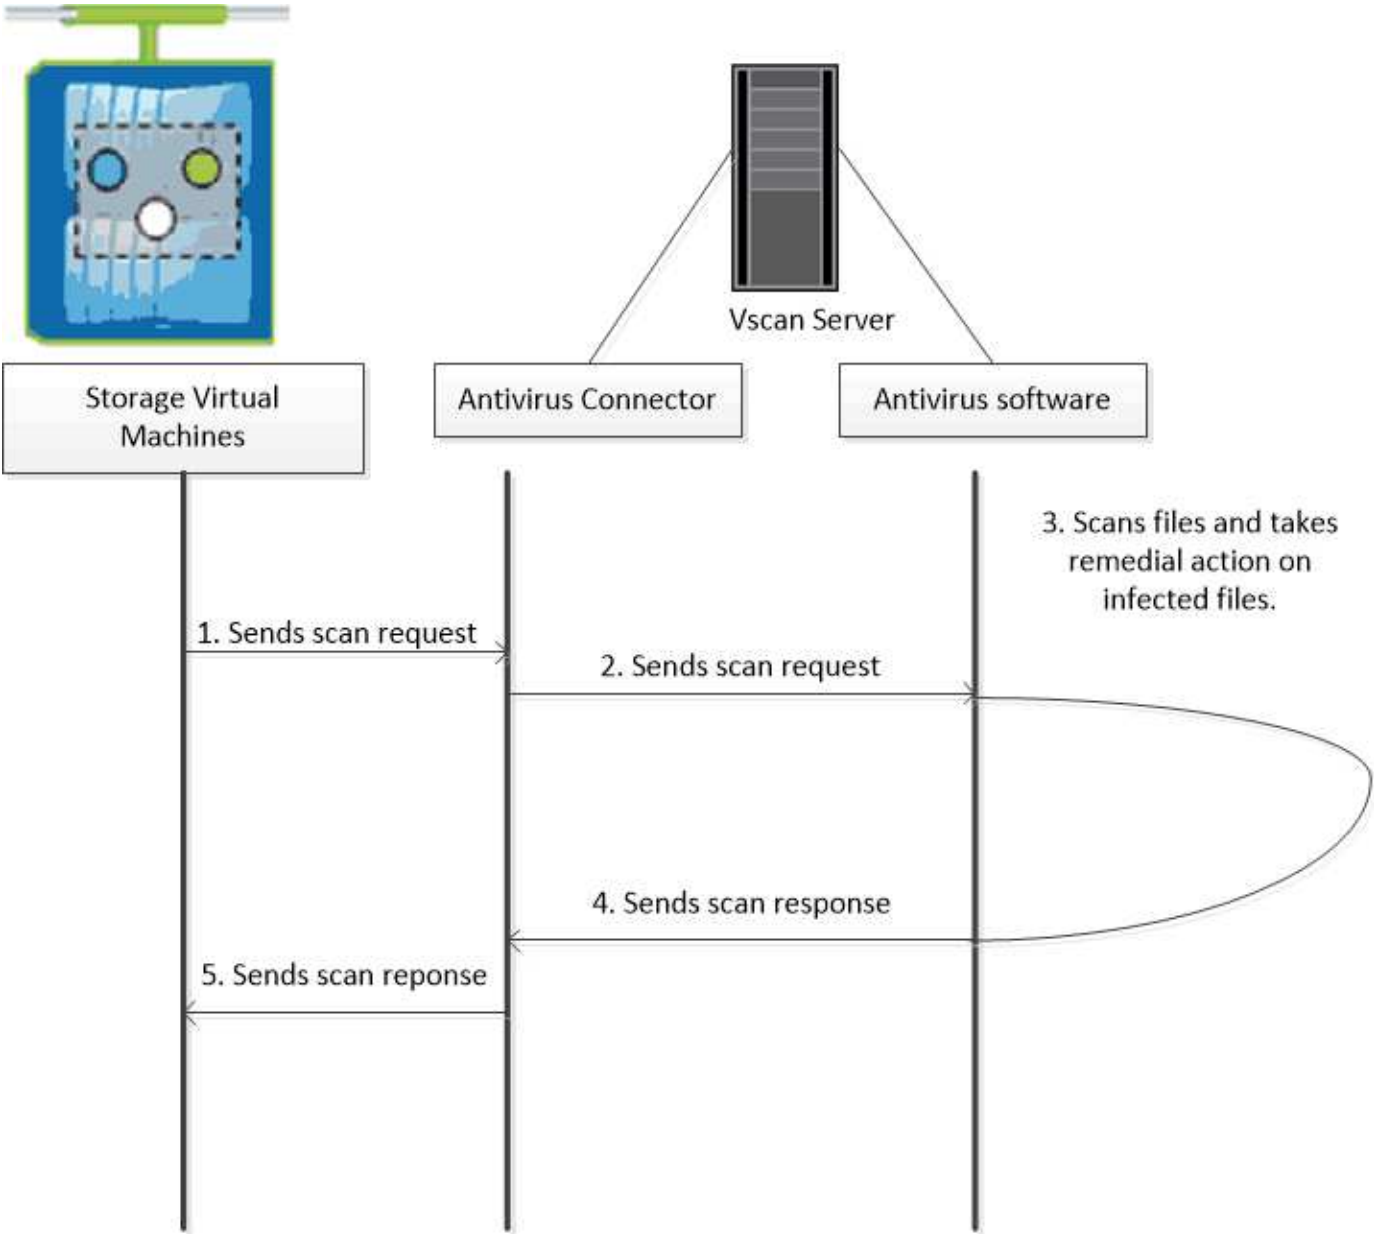 Vscan Server
Storage Virtual
Machines
Antivirus Connector
Antivirus software
3. Scans files and takes
remedial action on
infected files.
1. Sends scan request
2. Sends scan request
4. Sends scan response
5. Sends scan reponse